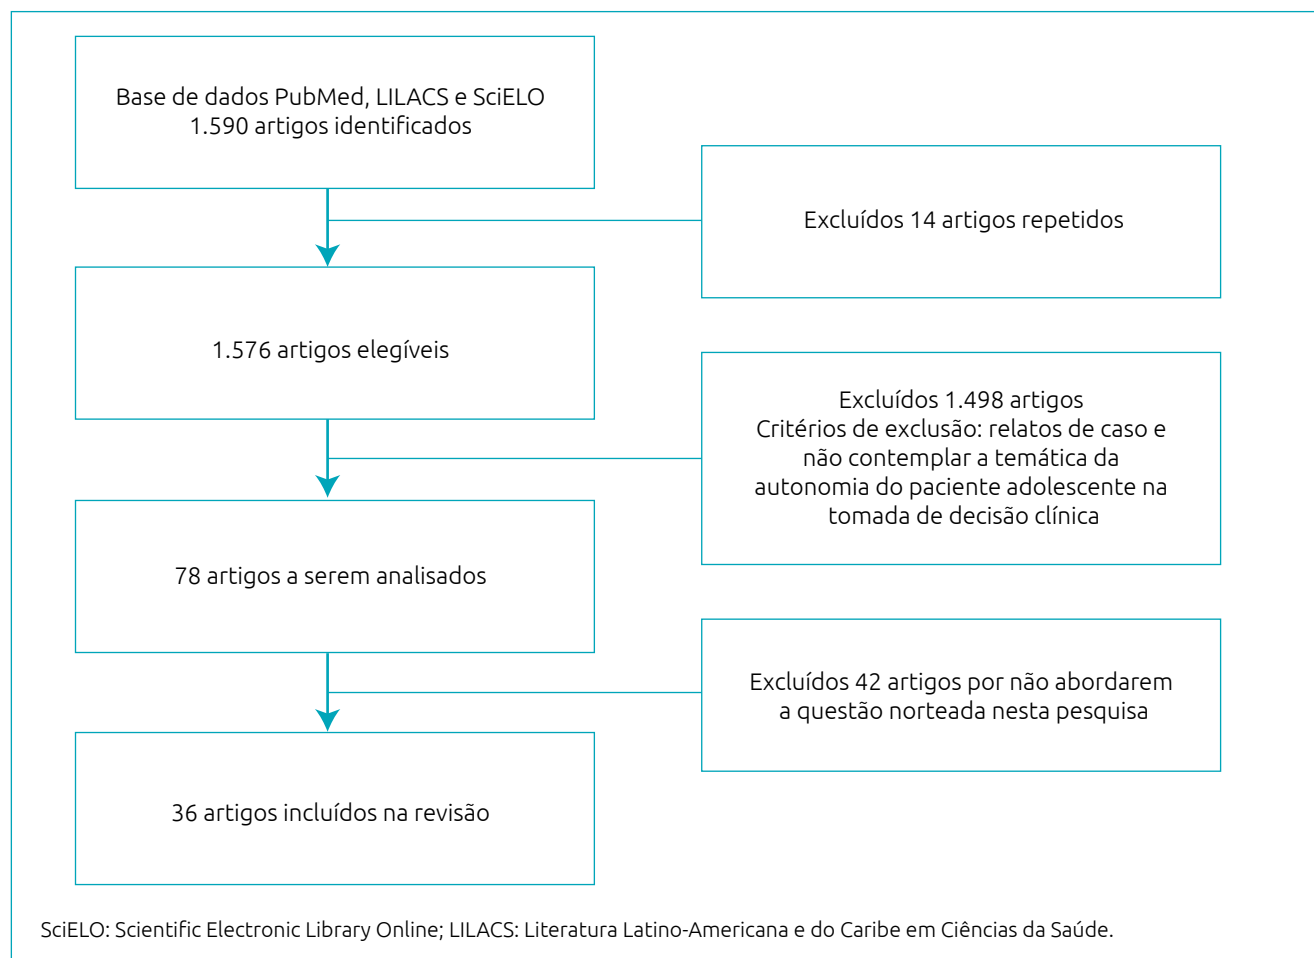 Base de dados PubMed, LILACS e SciELO
1.590 artigos identificados
Excluídos 14 artigos repetidos
1.576 artigos elegíveis
Excluídos 1.498 artigos
Critérios de exclusão: relatos de caso e
não contemplar a temática da
autonomia do paciente adolescente na
tomada de decisão clínica
78 artigos a serem analisados
Excluídos 42 artigos por não abordarem
a questão norteada nesta pesquisa
36 artigos incluídos na revisão
SciELO: Scientific Electronic Library Online; LILACS: Literatura Latino-Americana e do Caribe em Ciências da Saúde.